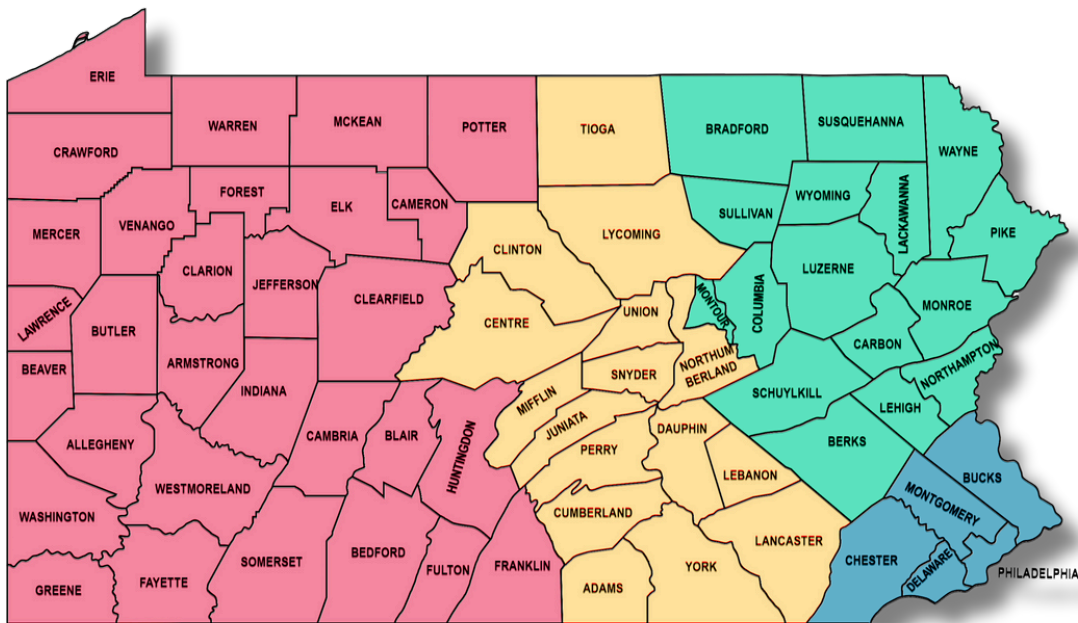 ERIE
WARREN
MCKEAN
POTTER
TIOGA
BRADFORD
SUSQUEHANNA
WAYNE
CRAWFORD
FOREST
ELK
CAMERON
SULLIVAN
WYOMING
LACKAWANNA
MERCER
VENANGO
CLINTON
LYCOMING
PIKE
CLARION
JEFFERSON
CLEARFIELD
LUZERNE
LAWRENCE
BUTLER
CENTRE
UNION
MONTOUR
COLUMBIA
MONROE
BEAVER
ARMSTRONG
INDIANA
SNYDER
NORTHUM
BERLAND
CARBON
NORTHAMPTON
MIFFLIN
SCHUYLKILL
LEHIGH
ALLEGHENY
CAMBRIA
BLAIR
HUNTINGDON
JUNIATA
PERRY
DAUPHIN
BERKS
WESTMORELAND
LEBANON
BUCKS
WASHINGTON
CUMBERLAND
MONTGOMERY
SOMERSET
BEDFORD
FULTON
FRANKLIN
LANCASTER
CHESTER
GREENE
FAYETTE
ADAMS
YORK
DELAWARE
PHILADELPHIA